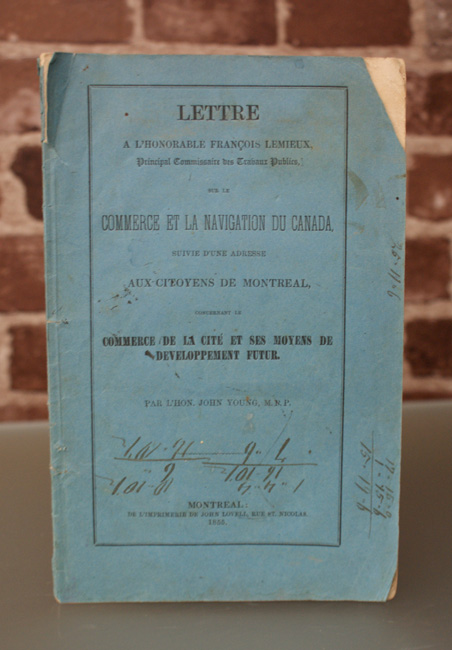 LETTRE
A L'HONORABLE FRANÇOIS LEMIEUX,
Principal Commissaire des Travaux Publics,
SUR LE
COMMERCE ET LA NAVIGATION DU CANADA,
SUIVIE D'UNE ADRESSE
AUX CITOYENS DE MONTREAL,
CONCERNANT LE
COMMERCE DE LA CITÉ ET SES MOYENS DE
DEVELOPPEMENT FUTUR.
PAR L'HON. JOHN YOUNG, M.P.P.
MONTREAL:
DE L'IMPRIMERIE DE JOHN LOVELL, RUE ST. NICOLAS.